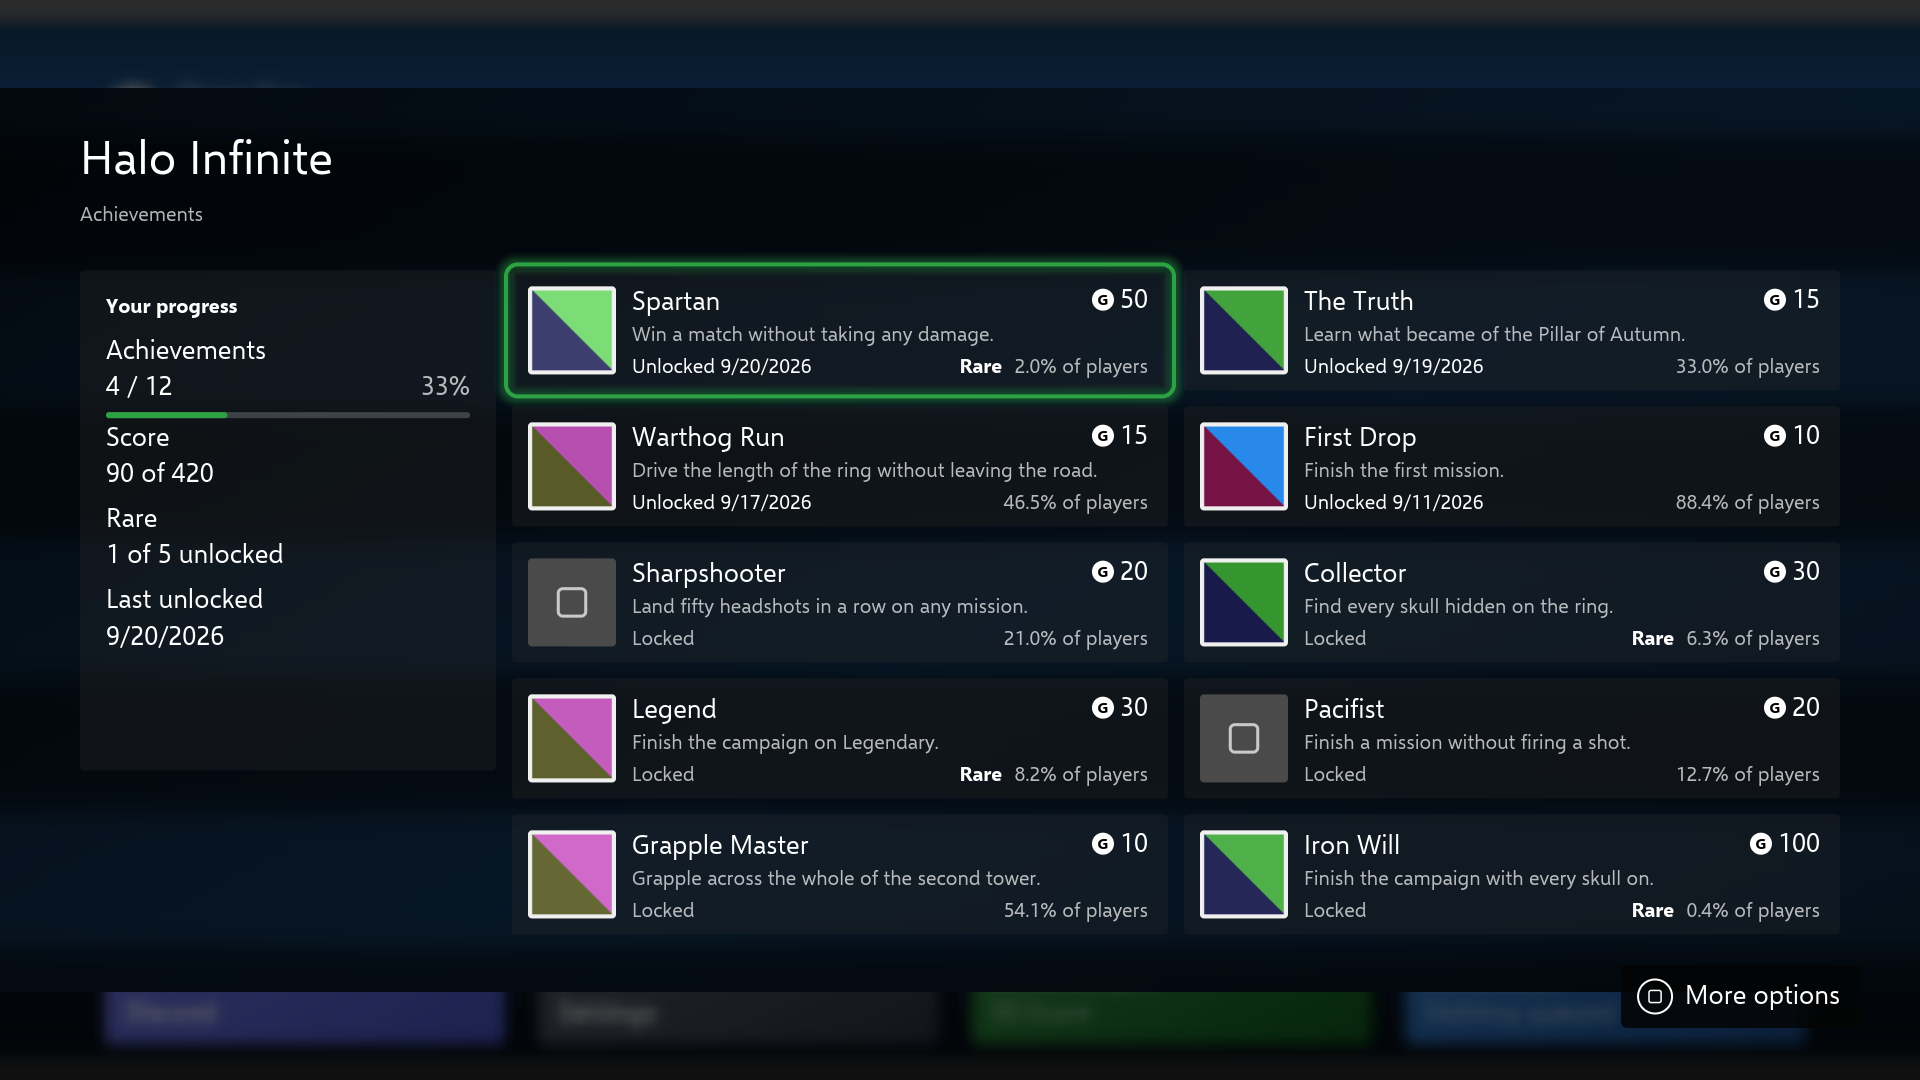 Halo Infinite
Achievements
Your progress
Achievements
4 / 12 33%
Score
90 of 420
Rare
1 of 5 unlocked
Last unlocked
9/20/2026
Spartan G 50
Win a match without taking any damage.
Unlocked 9/20/2026 Rare 2.0% of players
The Truth G 15
Learn what became of the Pillar of Autumn.
Unlocked 9/19/2026 33.0% of players
Warthog Run G 15
Drive the length of the ring without leaving the road.
Unlocked 9/17/2026 46.5% of players
First Drop G 10
Finish the first mission.
Unlocked 9/11/2026 88.4% of players
Sharpshooter G 20
Land fifty headshots in a row on any mission.
Locked 21.0% of players
Collector G 30
Find every skull hidden on the ring.
Locked Rare 6.3% of players
Legend G 30
Finish the campaign on Legendary.
Locked Rare 8.2% of players
Pacifist G 20
Finish a mission without firing a shot.
Locked 12.7% of players
Grapple Master G 10
Grapple across the whole of the second tower.
Locked 54.1% of players
Iron Will G 100
Finish the campaign with every skull on.
Locked Rare 0.4% of players
Discord
Settings
More options